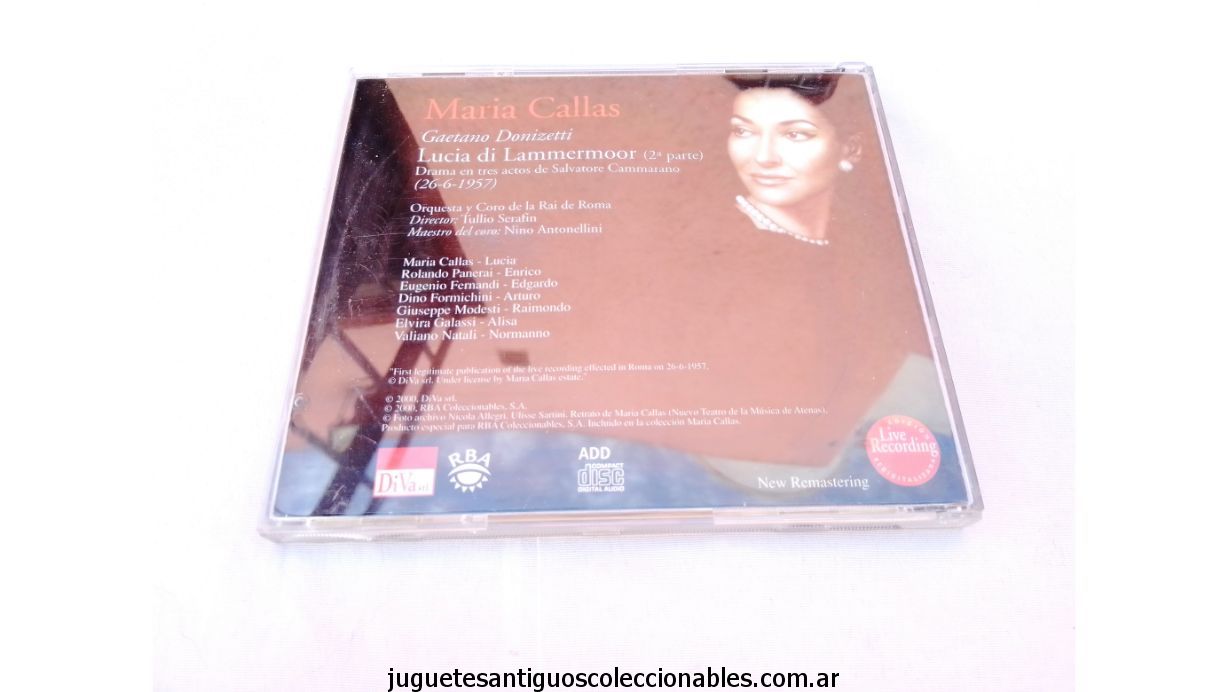 Maria Callas
Gaetano Donizetti
Lucia di Lammermoor (2ª parte)
Drama en tres actos de Salvatore Cammarano
(26-6-1957)
Orquesta y Coro de la Rai de Roma
Director: Tullio Serafin
Maestro del coro: Nino Antonellini
Maria Callas - Lucia
Rolando Panerai - Enrico
Eugenio Fernandi - Edgardo
Dino Formichini - Arturo
Giuseppe Modesti - Raimondo
Elvira Galassi - Alisa
Valiano Natali - Normanno
"First legitimate publication of the live recording effected in Roma on 26-6-1957.
© DiVa srl. Under license by Maria Callas estate."
© 2000, DiVa srl.
© 2000, RBA Coleccionables, S.A.
© Foto archivo Nicola Allegri. Ulisse Sartini. Retrato de Maria Callas (Nuevo Teatro de la Música de Atenas).
Producto especial para RBA Coleccionables, S.A. Incluido en la colección Maria Callas.
DiVa srl.
RBA
ADD
COMPACT
disc
DIGITAL AUDIO
New Remastering
Live
Recording
juguetesantiguoscoleccionables.com.ar